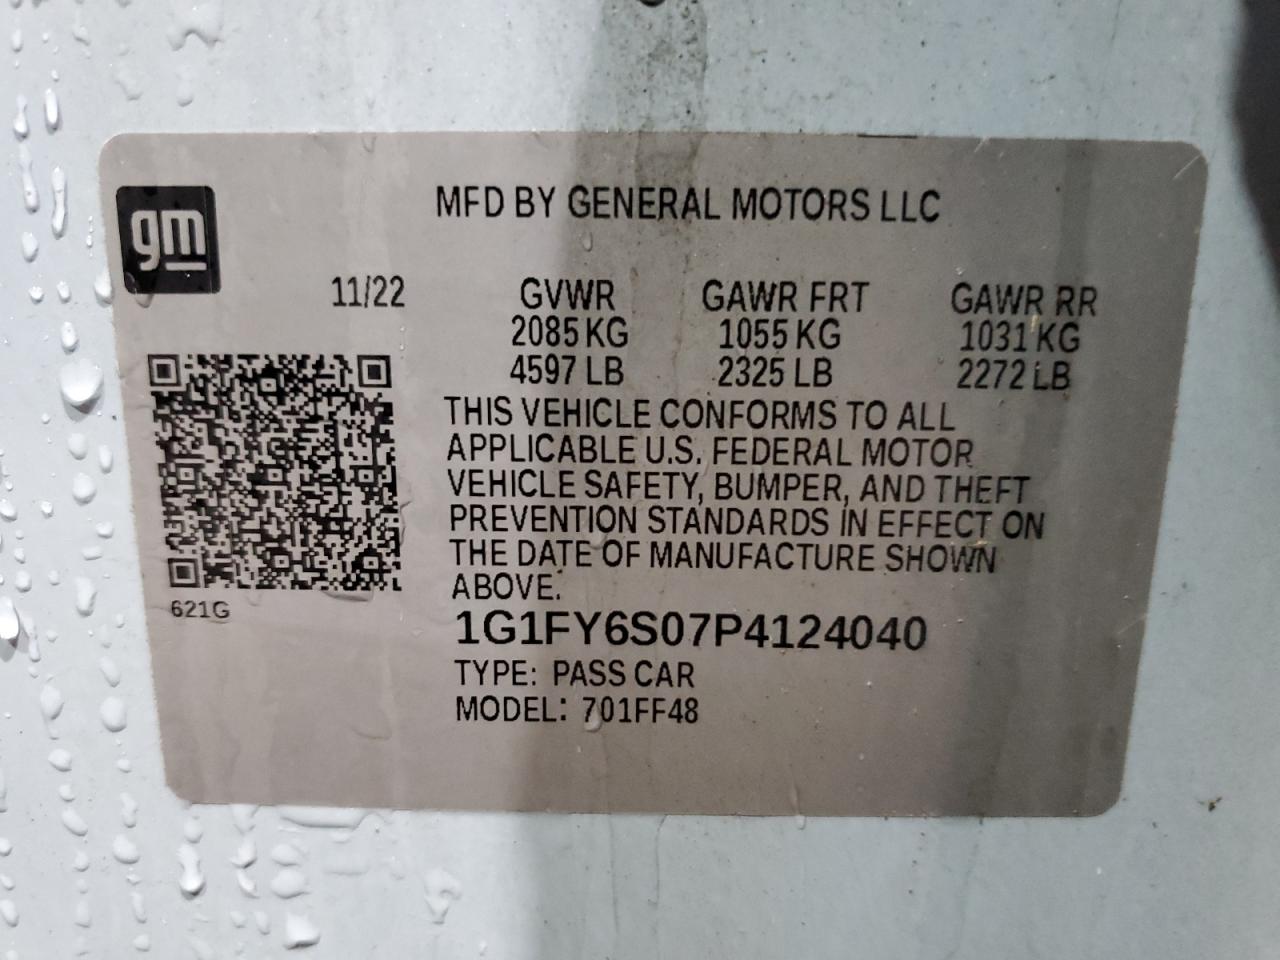 gm
MFD BY GENERAL MOTORS LLC
11/22 GVWR GAWR FRT GAWR RR
2085 KG 1055 KG 1031 KG
4597 LB 2325 LB 2272 LB
THIS VEHICLE CONFORMS TO ALL
APPLICABLE U.S. FEDERAL MOTOR
VEHICLE SAFETY, BUMPER, AND THEFT
PREVENTION STANDARDS IN EFFECT ON
THE DATE OF MANUFACTURE SHOWN
ABOVE.
621G
1G1FY6S07P4124040
TYPE: PASS CAR
MODEL: 701FF48